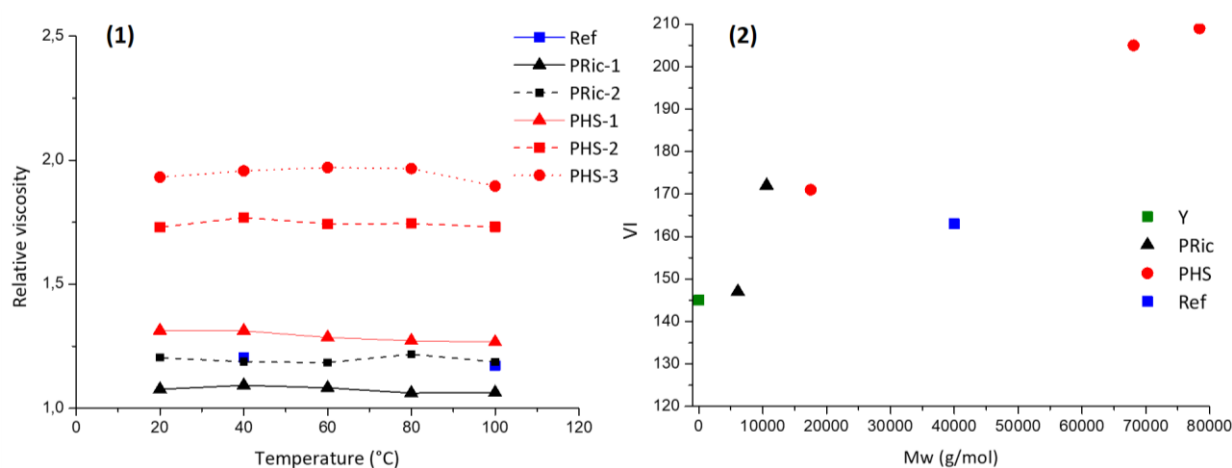 (1)
2,5
2,0
1,5
1,0
0
20
40
60
80
100
120
Relative viscosity
Temperature (°C)
Ref
PRic-1
PRic-2
PHS-1
PHS-2
PHS-3
(2)
210
200
190
180
170
160
150
140
130
120
0
10000
20000
30000
40000
50000
60000
70000
80000
VI
Mw (g/mol)
Y
PRic
PHS
Ref